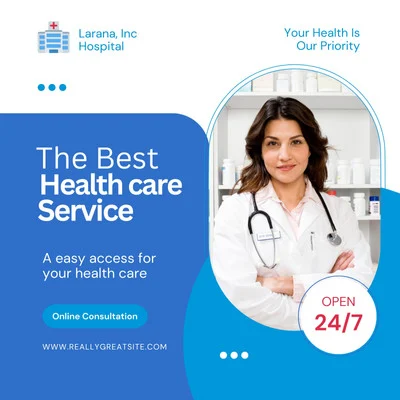 Larana, Inc
Hospital
Your Health Is
Our Priority
The Best
Health care
Service
A easy access for
your health care
Online Consultation
WWW.REALLYGREATSITE.COM
OPEN
24/7